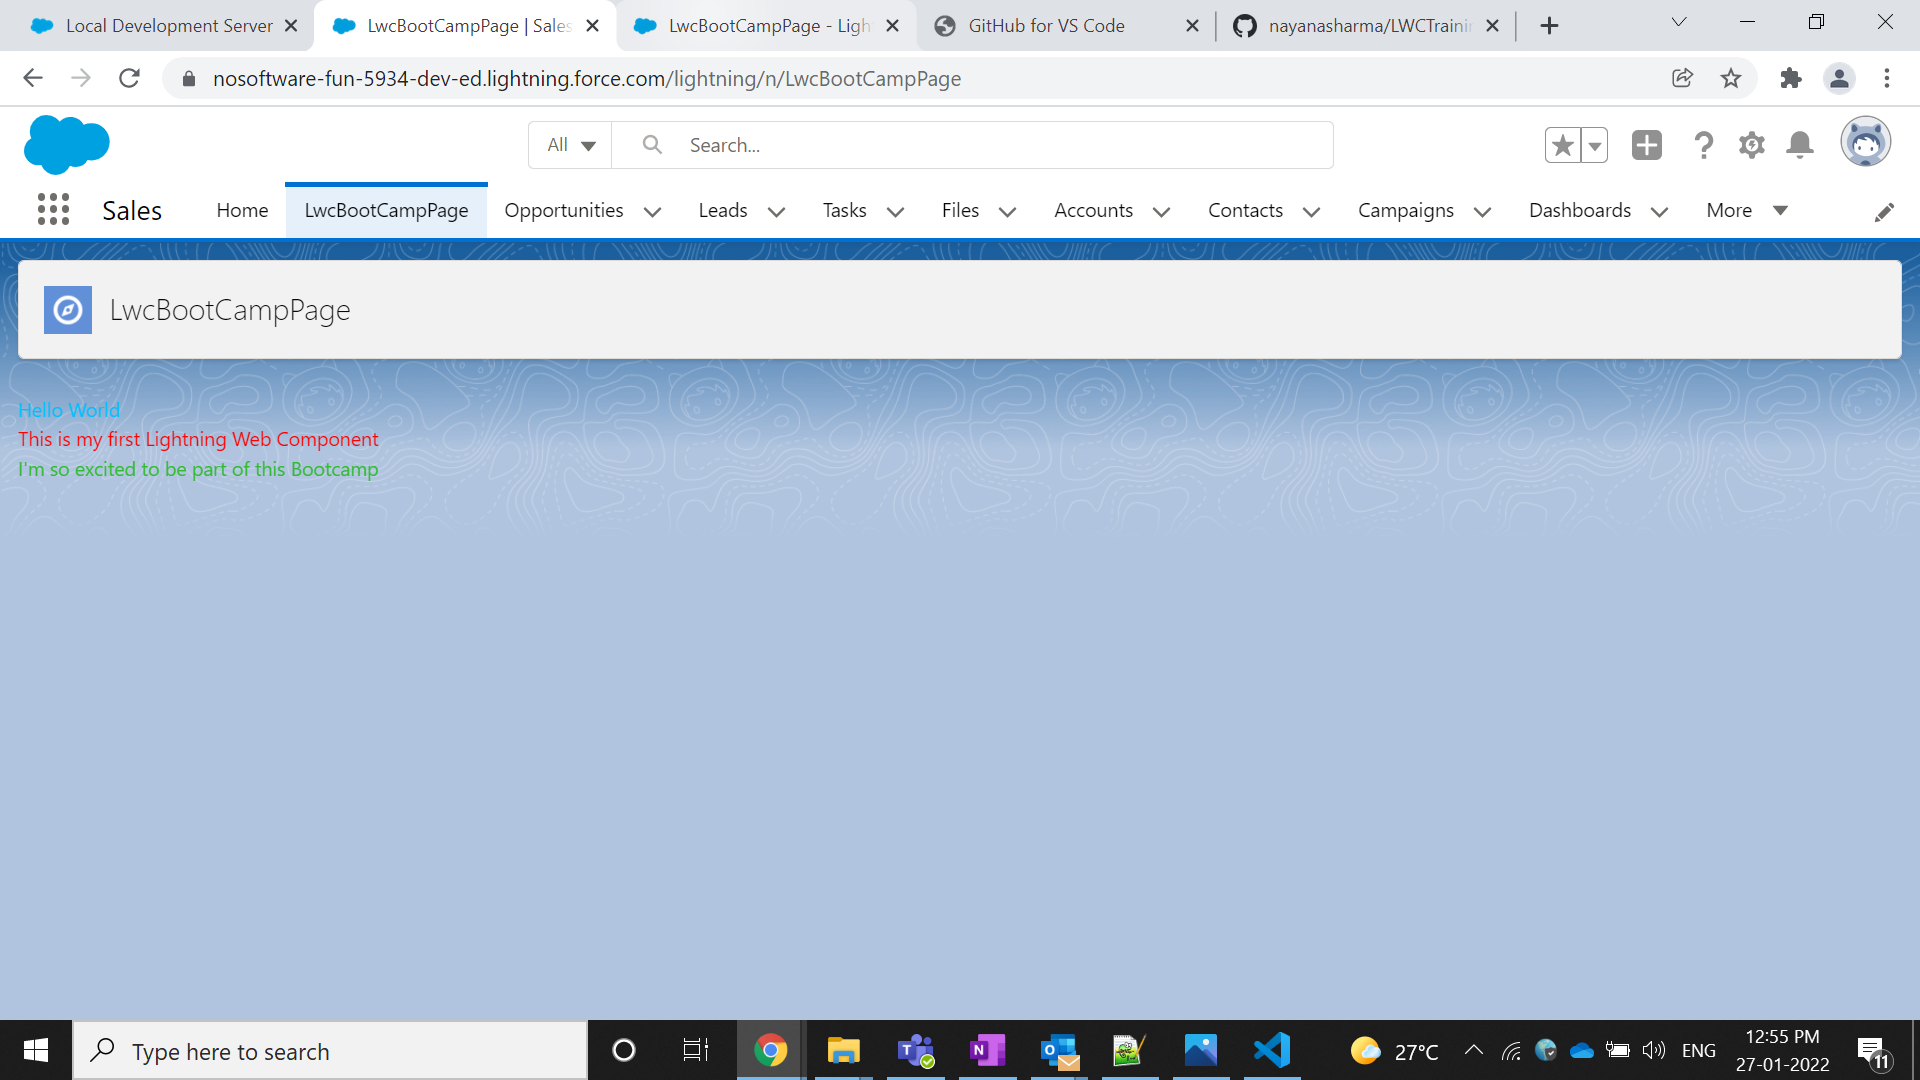 Local Development Server
LwcBootCampPage | Sales
LwcBootCampPage - Ligh
GitHub for VS Code
nayanasharma/LWCTrainin
nosoftware-fun-5934-dev-ed.lightning.force.com/lightning/n/LwcBootCampPage
All
Search...
Sales
Home
LwcBootCampPage
Opportunities
Leads
Tasks
Files
Accounts
Contacts
Campaigns
Dashboards
More
LwcBootCampPage
Hello World
This is my first Lightning Web Component
I'm so excited to be part of this Bootcamp
Type here to search
27°C
ENG
12:55 PM
27-01-2022
11